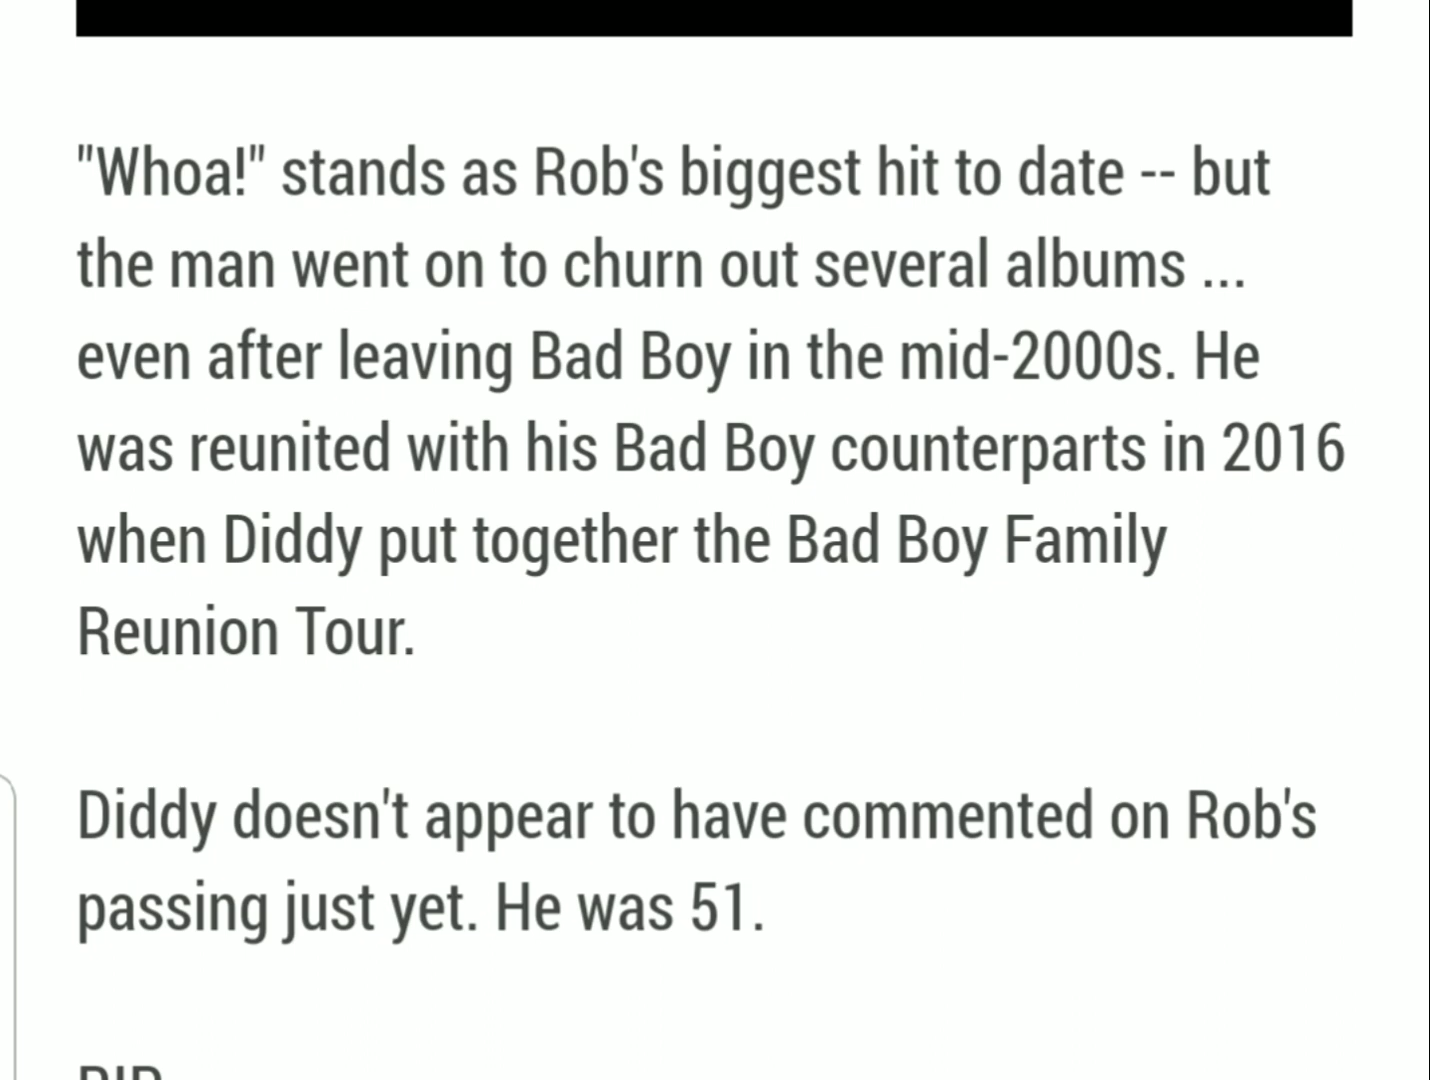 "Whoa!" stands as Rob's biggest hit to date -- but
the man went on to churn out several albums ...
even after leaving Bad Boy in the mid-2000s. He
was reunited with his Bad Boy counterparts in 2016
when Diddy put together the Bad Boy Family
Reunion Tour.
Diddy doesn't appear to have commented on Rob's
passing just yet. He was 51.
RIP